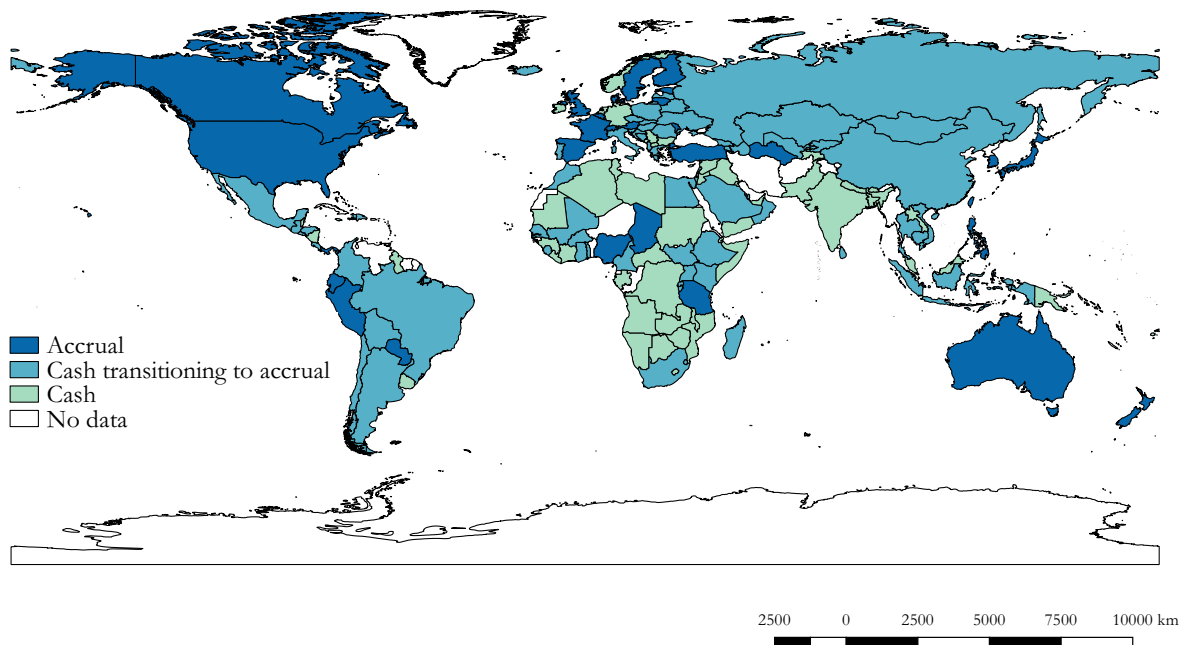 Accrual
Cash transitioning to accrual
Cash
No data
2500 0 2500 5000 7500 10000 km